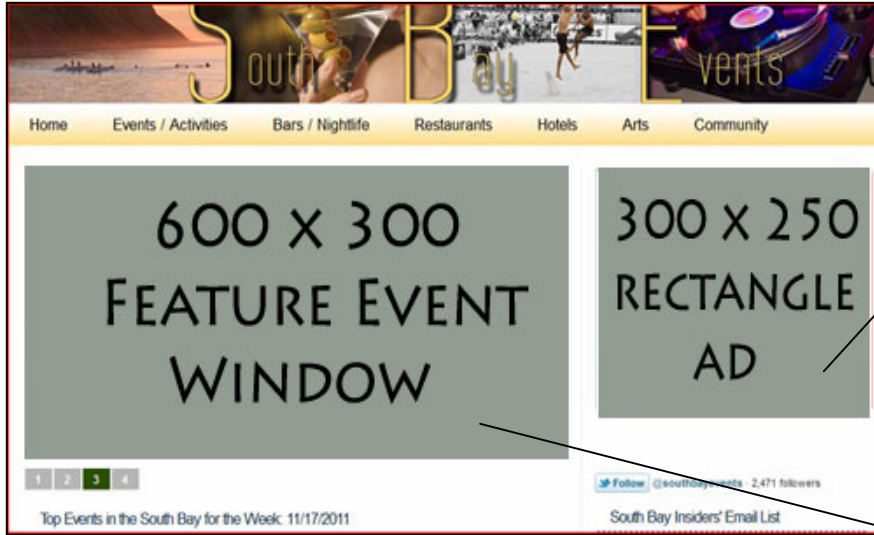 South Bay Events
Home Events / Activities Bars / Nightlife Restaurants Hotels Arts Community
600 x 300
Feature Event
Window
300 x 250
rectangle
ad
1 2 3 4
Follow @southbayevents · 2,471 followers
Top Events in the South Bay for the Week: 11/17/2011
South Bay Insiders' Email List